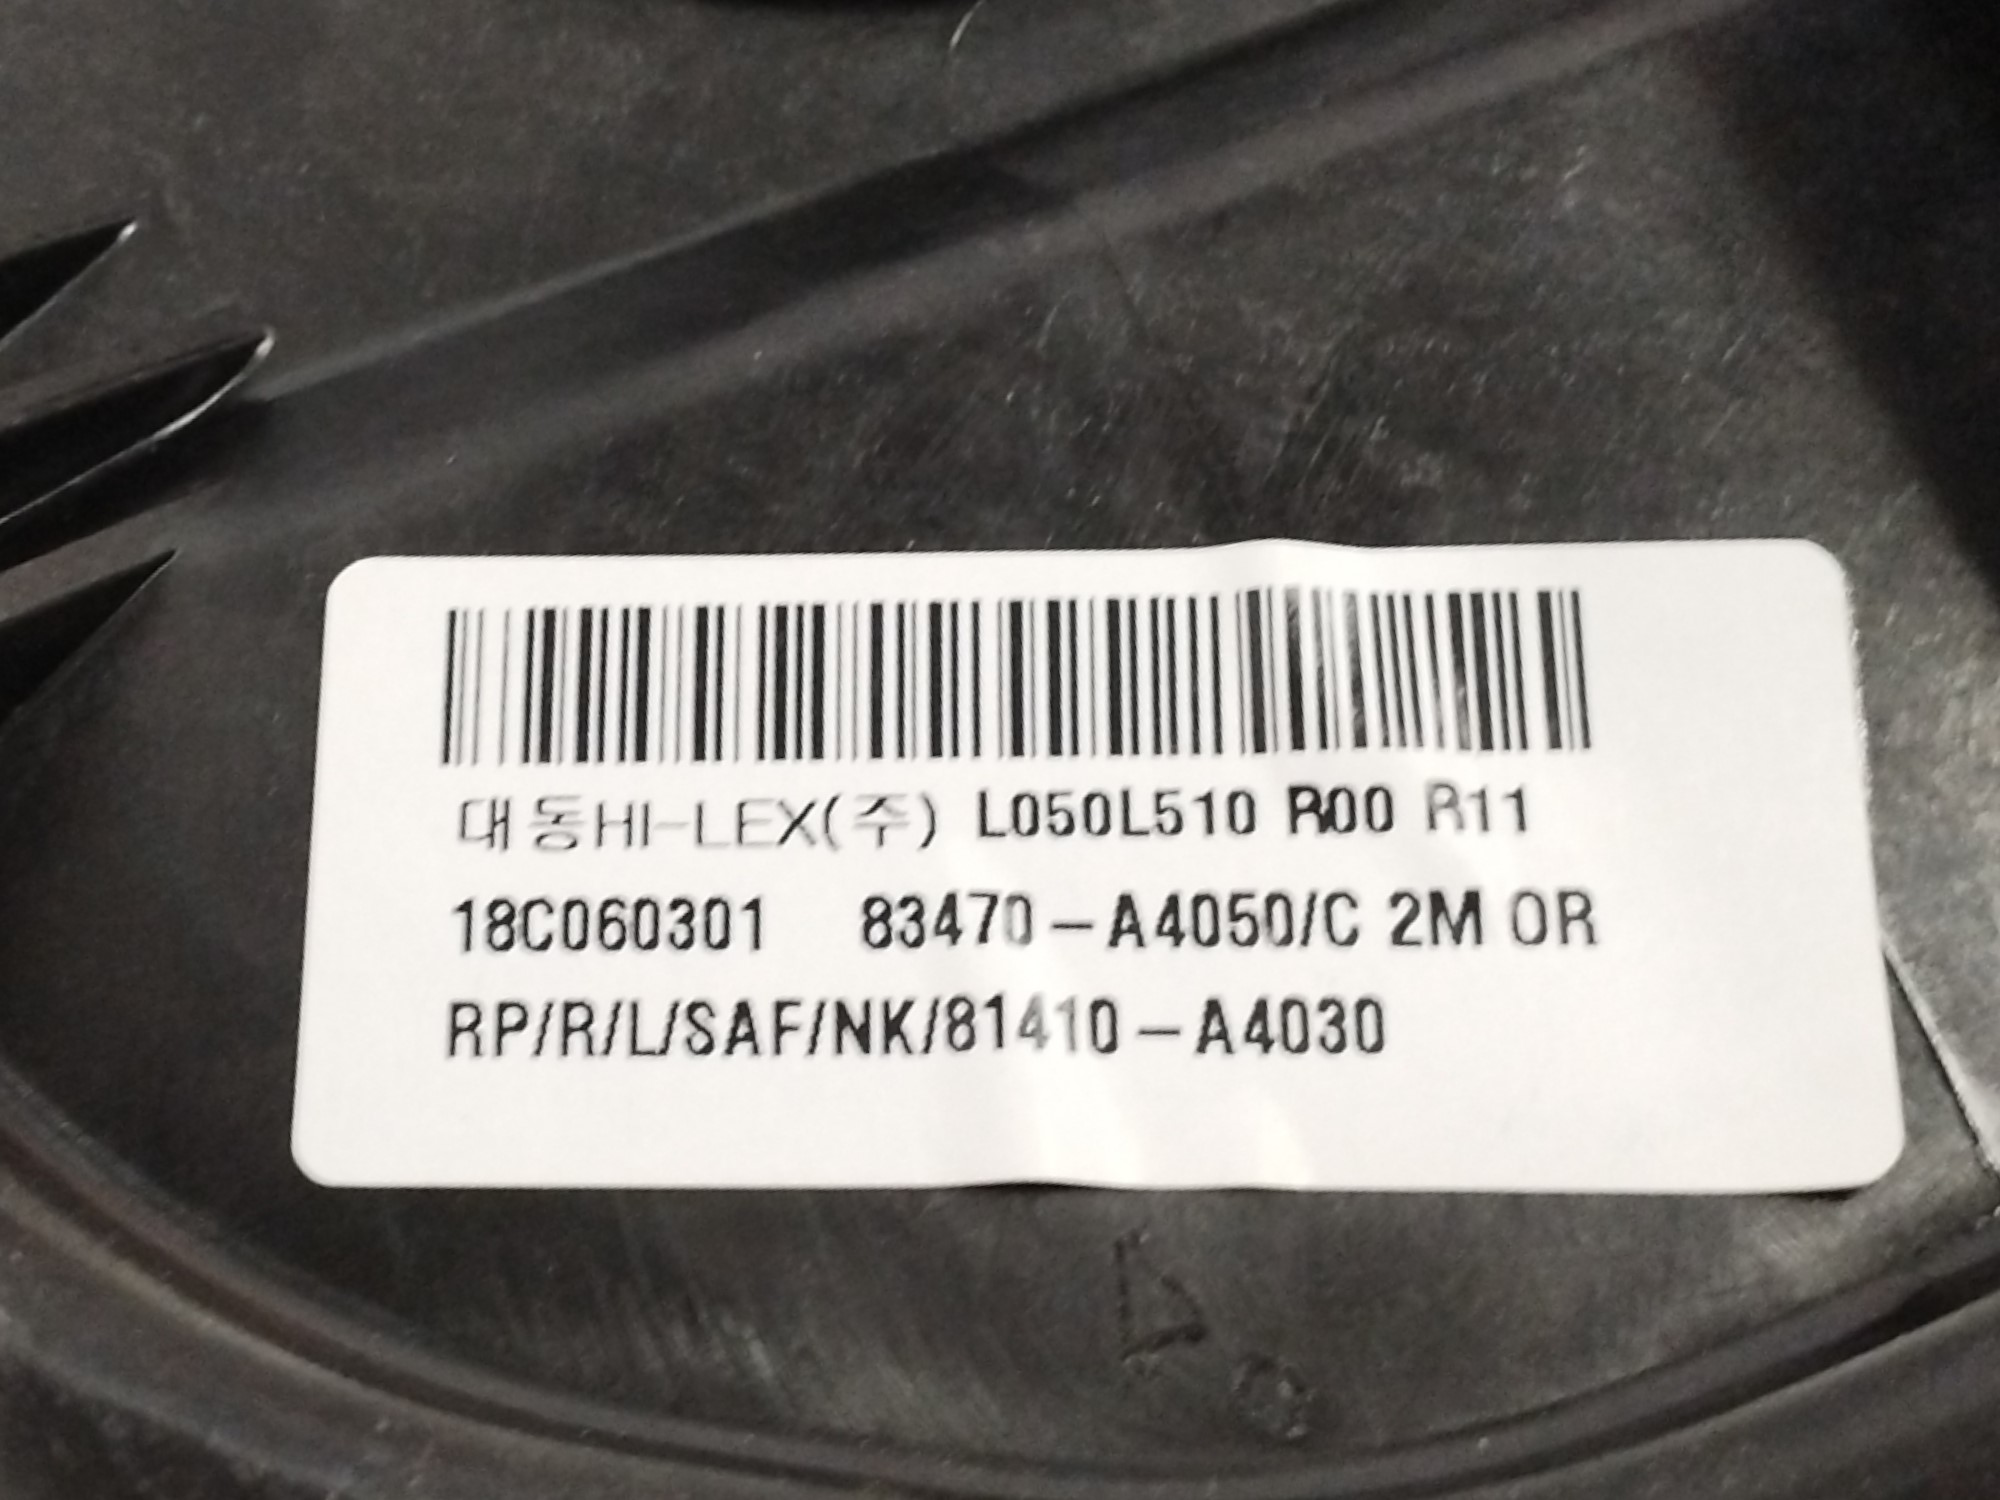 대동HI-LEX(주) L050L510 R00 R11
18C060301 83470-A4050/C 2M OR
RP/R/L/SAF/NK/81410-A4030